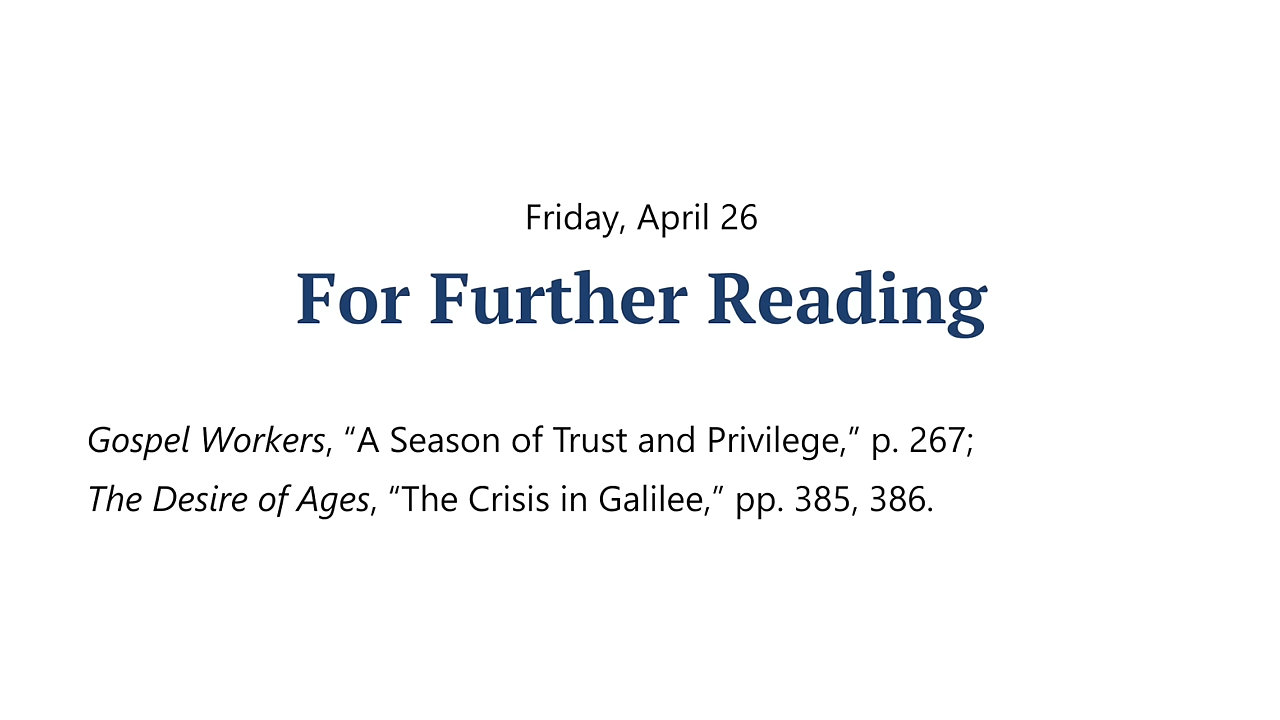 Friday, April 26
For Further Reading
Gospel Workers, “A Season of Trust and Privilege,” p. 267;
The Desire of Ages, “The Crisis in Galilee,” pp. 385, 386.